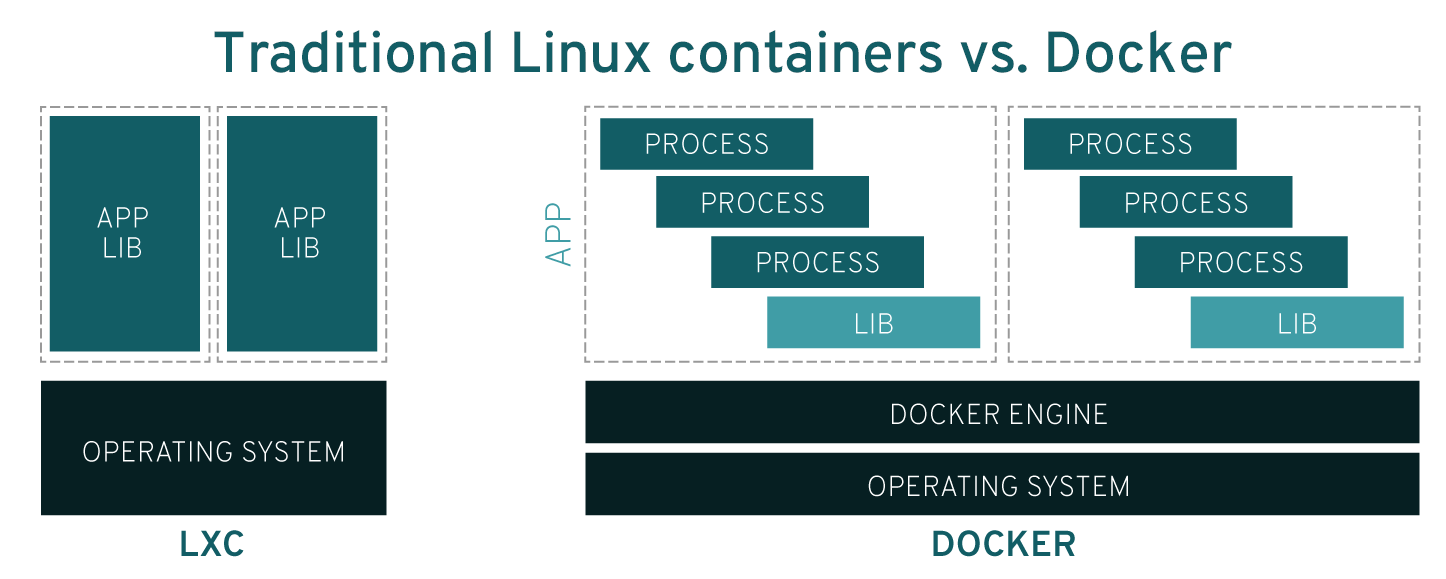 Traditional Linux containers vs. Docker
APP
LIB
APP
LIB
OPERATING SYSTEM
LXC
APP
PROCESS
PROCESS
PROCESS
LIB
PROCESS
PROCESS
PROCESS
LIB
DOCKER ENGINE
OPERATING SYSTEM
DOCKER